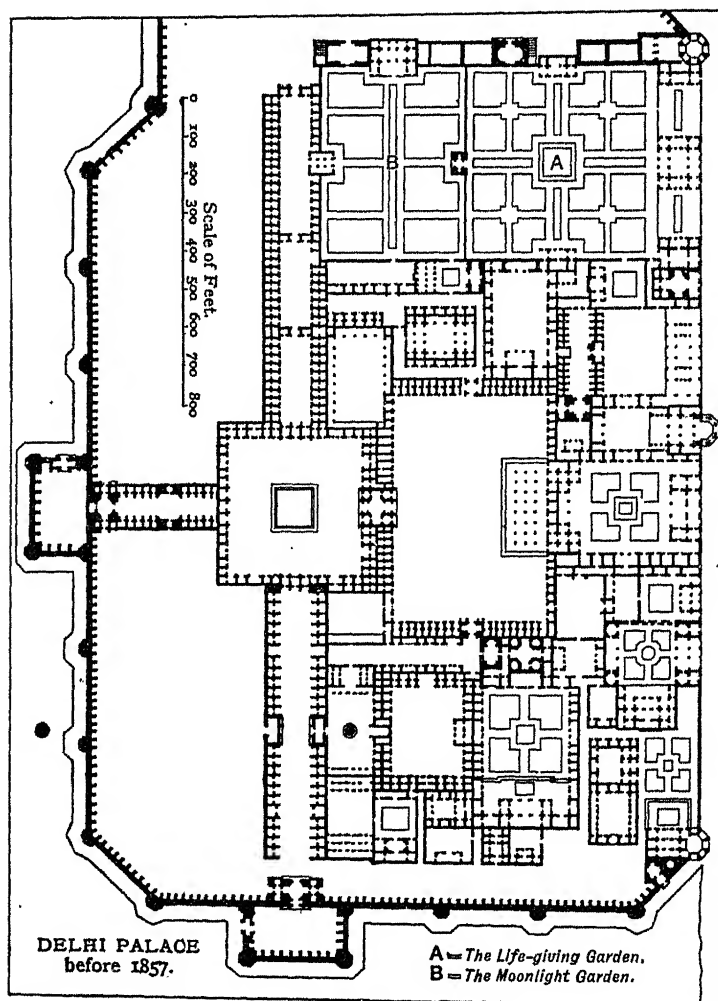 B
A
0 100 200 300 400 500 600 700 800
Scale of Feet.
DELHI PALACE
before 1857.
A = The Life-giving Garden.
B = The Moonlight Garden.